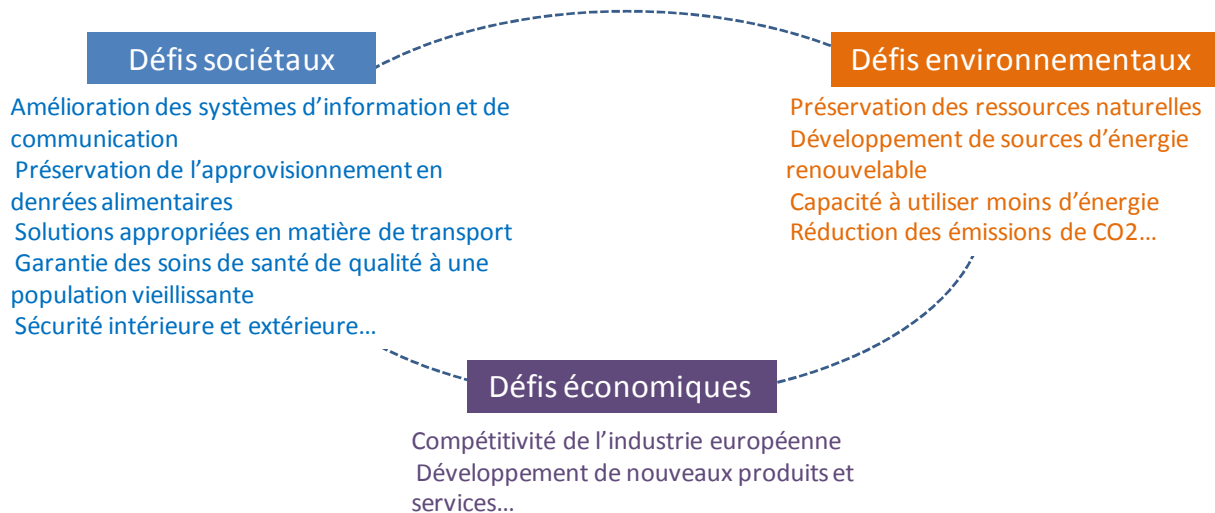 Défis sociétaux
Amélioration des systèmes d’information et de
communication
Préservation de l’approvisionnement en
denrées alimentaires
Solutions appropriées en matière de transport
Garantie des soins de santé de qualité à une
population vieillissante
Sécurité intérieure et extérieure…
Défis environnementaux
Préservation des ressources naturelles
Développement de sources d’énergie
renouvelable
Capacité à utiliser moins d’énergie
Réduction des émissions de CO2…
Défis économiques
Compétitivité de l’industrie européenne
Développement de nouveaux produits et
services…